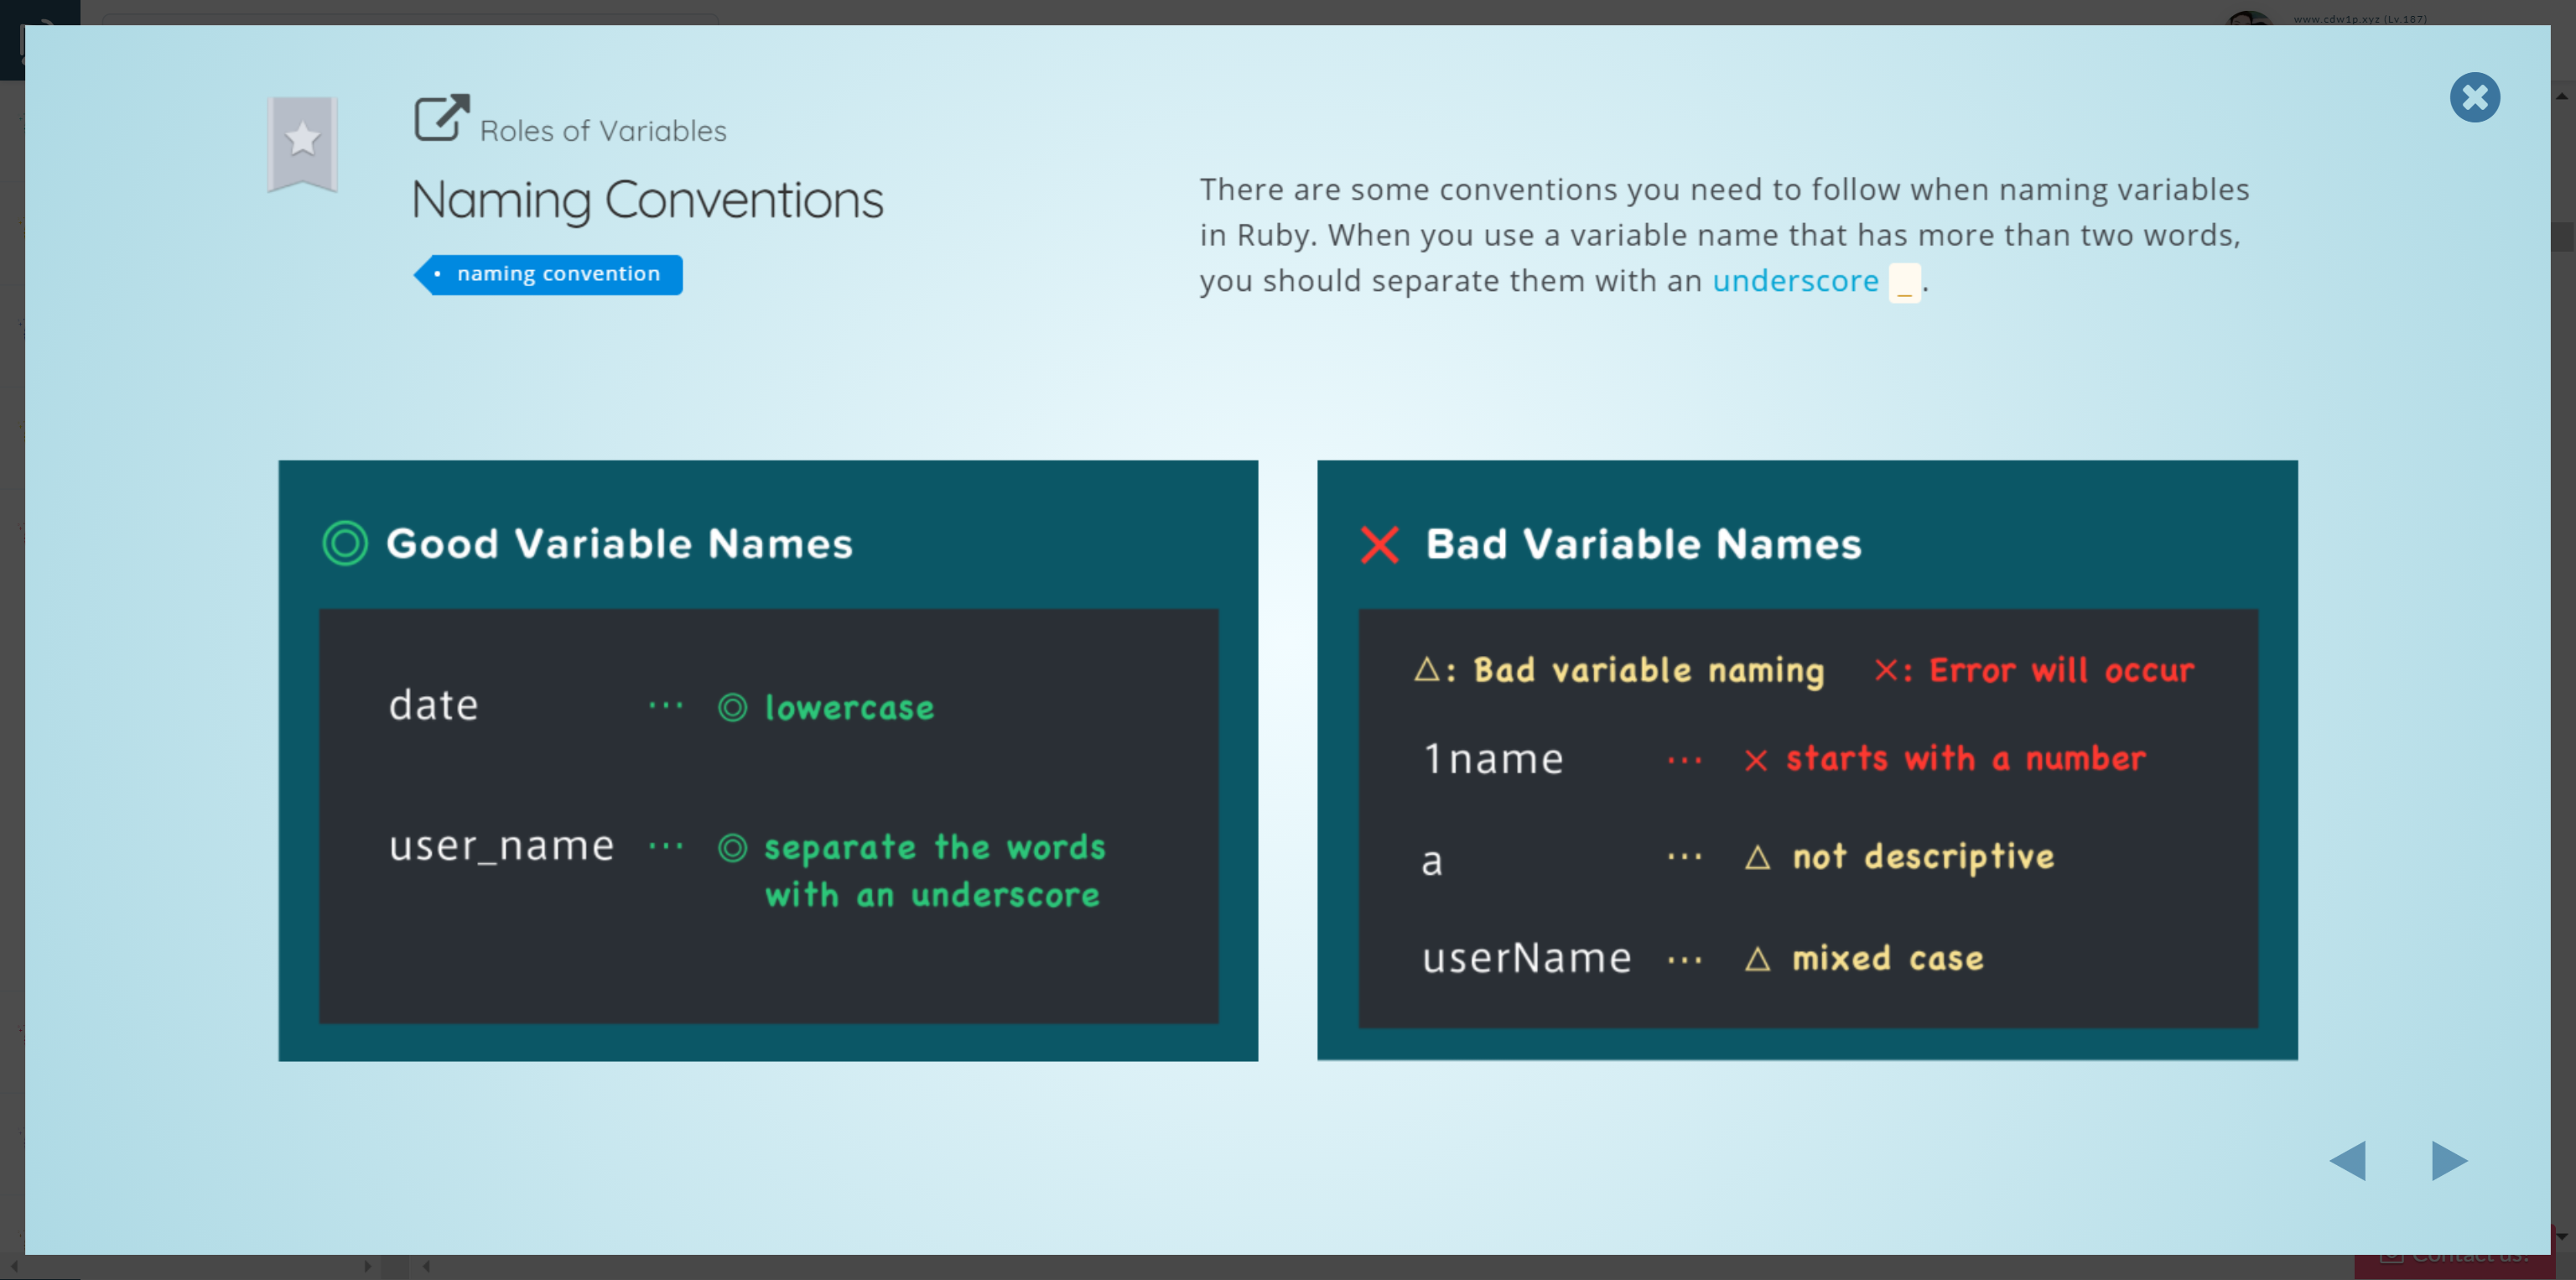 www.cdw1p.xyz (Lv.187)
Roles of Variables
Naming Conventions
• naming convention
There are some conventions you need to follow when naming variables
in Ruby. When you use a variable name that has more than two words,
you should separate them with an underscore _.
◎ Good Variable Names
date ... ◎ lowercase
user_name ... ◎ separate the words
with an underscore
✕ Bad Variable Names
△: Bad variable naming ×: Error will occur
1name ... × starts with a number
a ... △ not descriptive
userName ... △ mixed case
Contact us!